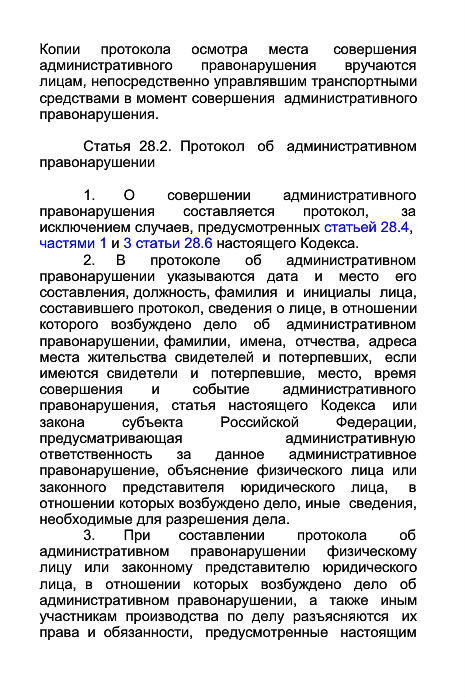 Копии протокола осмотра места совершения
административного правонарушения вручаются
лицам, непосредственно управлявшим транспортными
средствами в момент совершения административного
правонарушения.
Статья 28.2. Протокол об административном
правонарушении
1. О совершении административного
правонарушения составляется протокол, за
исключением случаев, предусмотренных статьей 28.4,
частями 1 и 3 статьи 28.6 настоящего Кодекса.
2. В протоколе об административном
правонарушении указываются дата и место его
составления, должность, фамилия и инициалы лица,
составившего протокол, сведения о лице, в отношении
которого возбуждено дело об административном
правонарушении, фамилии, имена, отчества, адреса
места жительства свидетелей и потерпевших, если
имеются свидетели и потерпевшие, место, время
совершения и событие административного
правонарушения, статья настоящего Кодекса или
закона субъекта Российской Федерации,
предусматривающая административную
ответственность за данное административное
правонарушение, объяснение физического лица или
законного представителя юридического лица, в
отношении которых возбуждено дело, иные сведения,
необходимые для разрешения дела.
3. При составлении протокола об
административном правонарушении физическому
лицу или законному представителю юридического
лица, в отношении которых возбуждено дело об
административном правонарушении, а также иным
участникам производства по делу разъясняются их
права и обязанности, предусмотренные настоящим